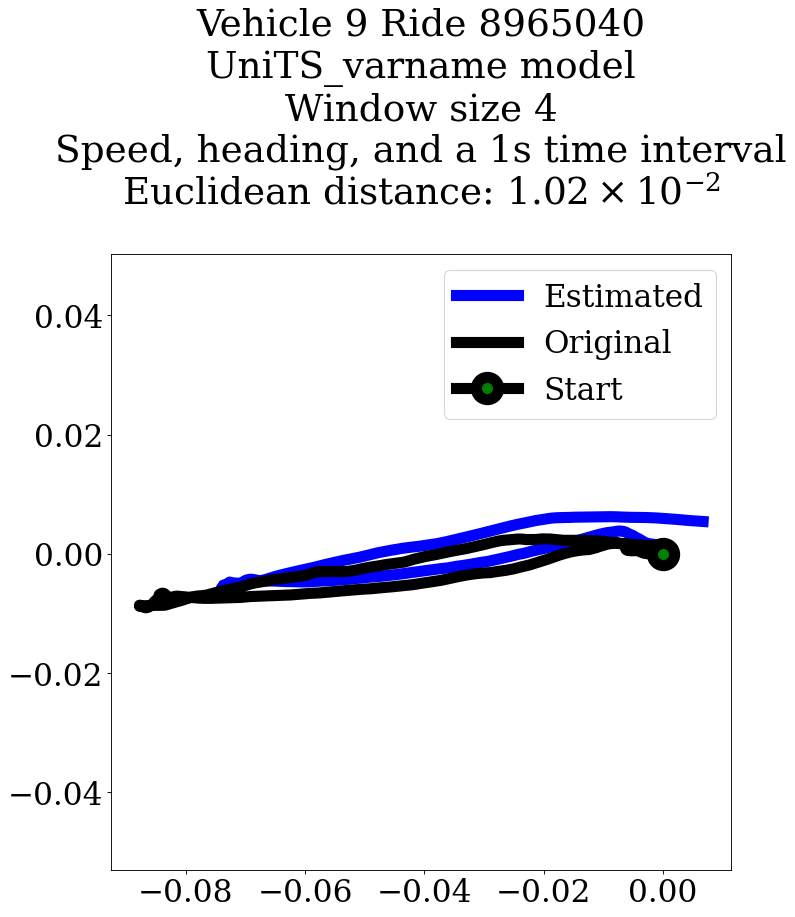 Vehicle 9 Ride 8965040
UniTS_varname model
Window size 4
Speed, heading, and a 1s time interval
Euclidean distance: 1.02 × 10⁻²
Estimated
Original
Start
0.04
0.02
0.00
−0.02
−0.04
−0.08
−0.06
−0.04
−0.02
0.00